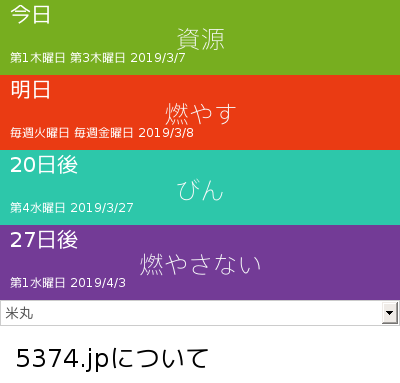 今日
資源
第1木曜日 第3木曜日 2019/3/7
明日
燃やす
毎週火曜日 毎週金曜日 2019/3/8
20日後
びん
第4水曜日 2019/3/27
27日後
燃やさない
第1水曜日 2019/4/3
米丸
5374.jpについて